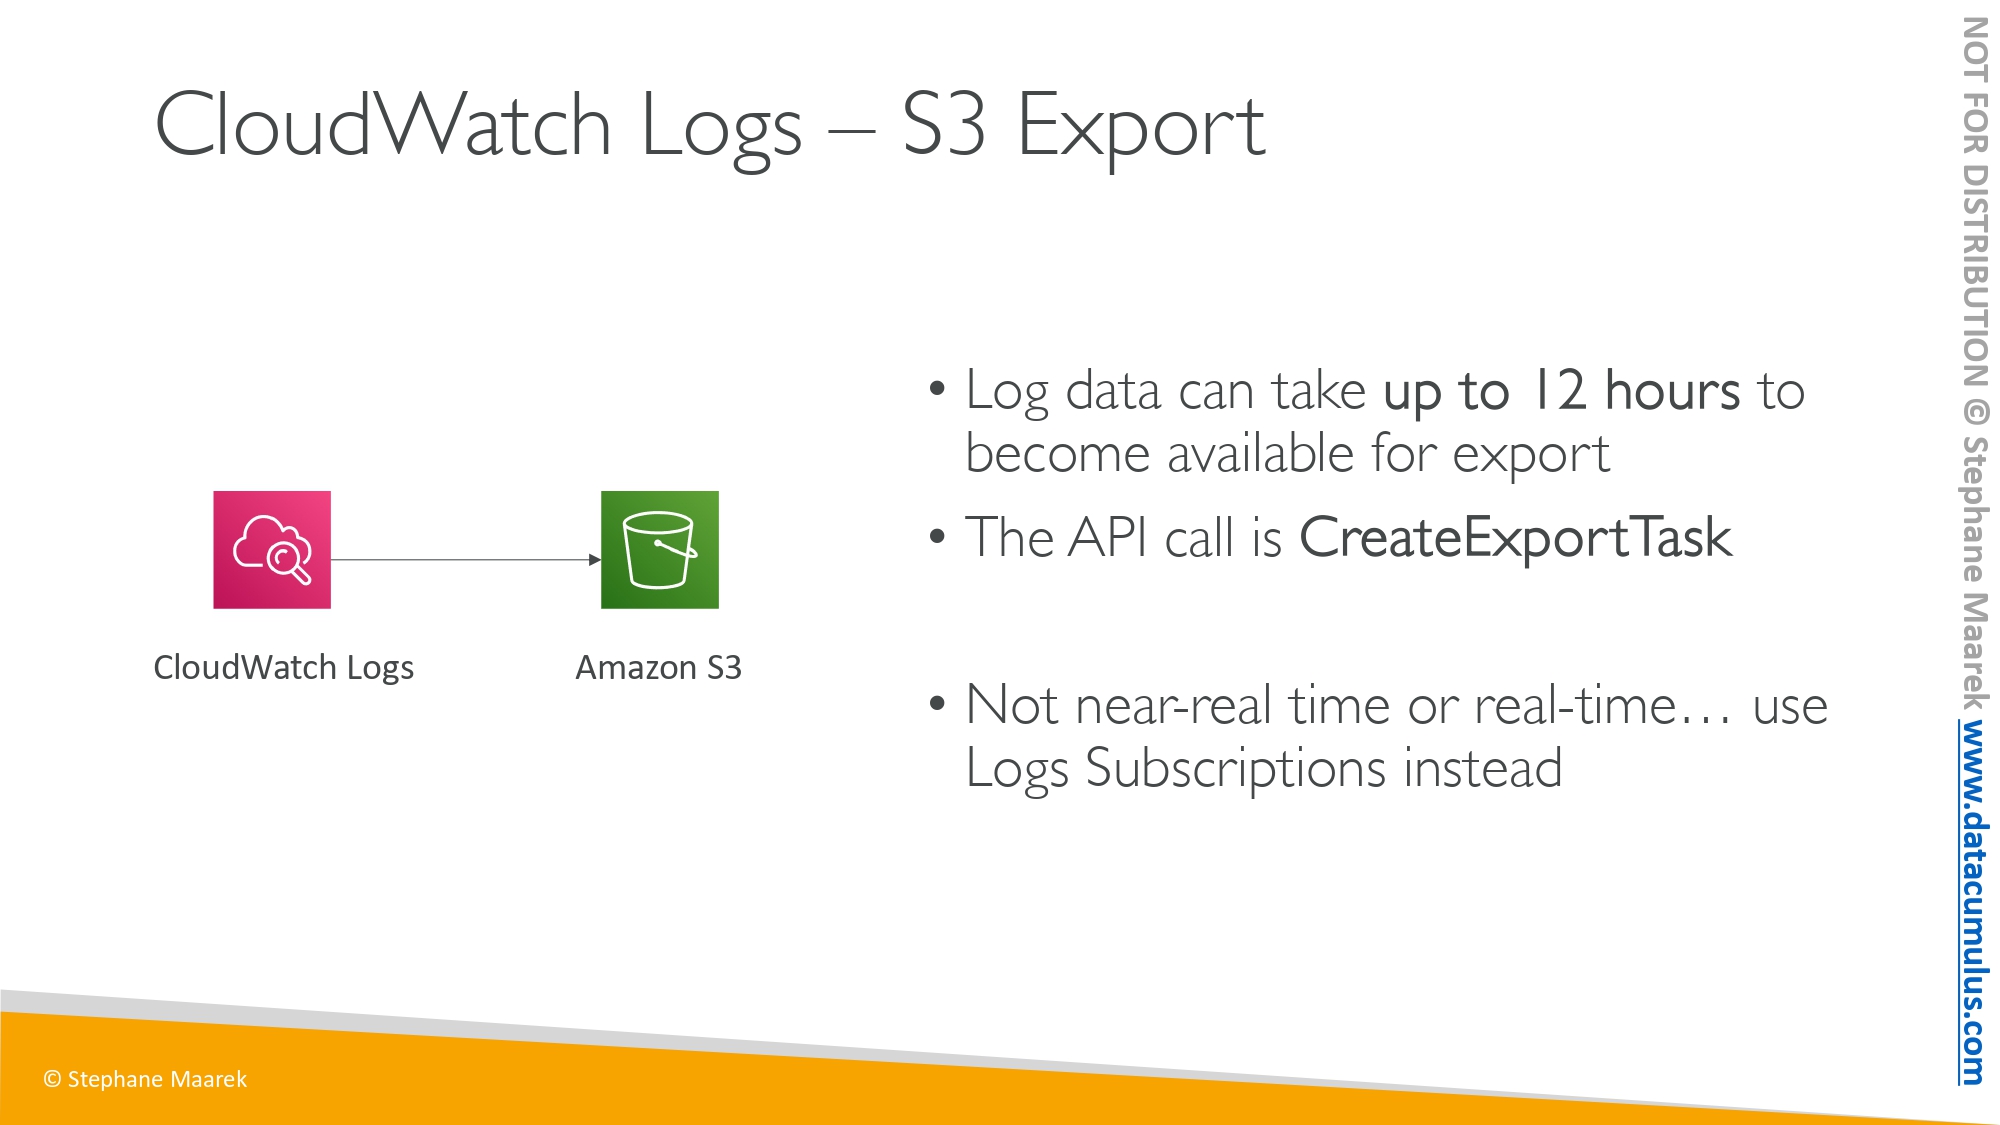 CloudWatch Logs – S3 Export
CloudWatch Logs
Amazon S3
• Log data can take up to 12 hours to
become available for export
• The API call is CreateExportTask
• Not near-real time or real-time… use
Logs Subscriptions instead
© Stephane Maarek
NOT FOR DISTRIBUTION © Stephane Maarek www.datacumulus.com